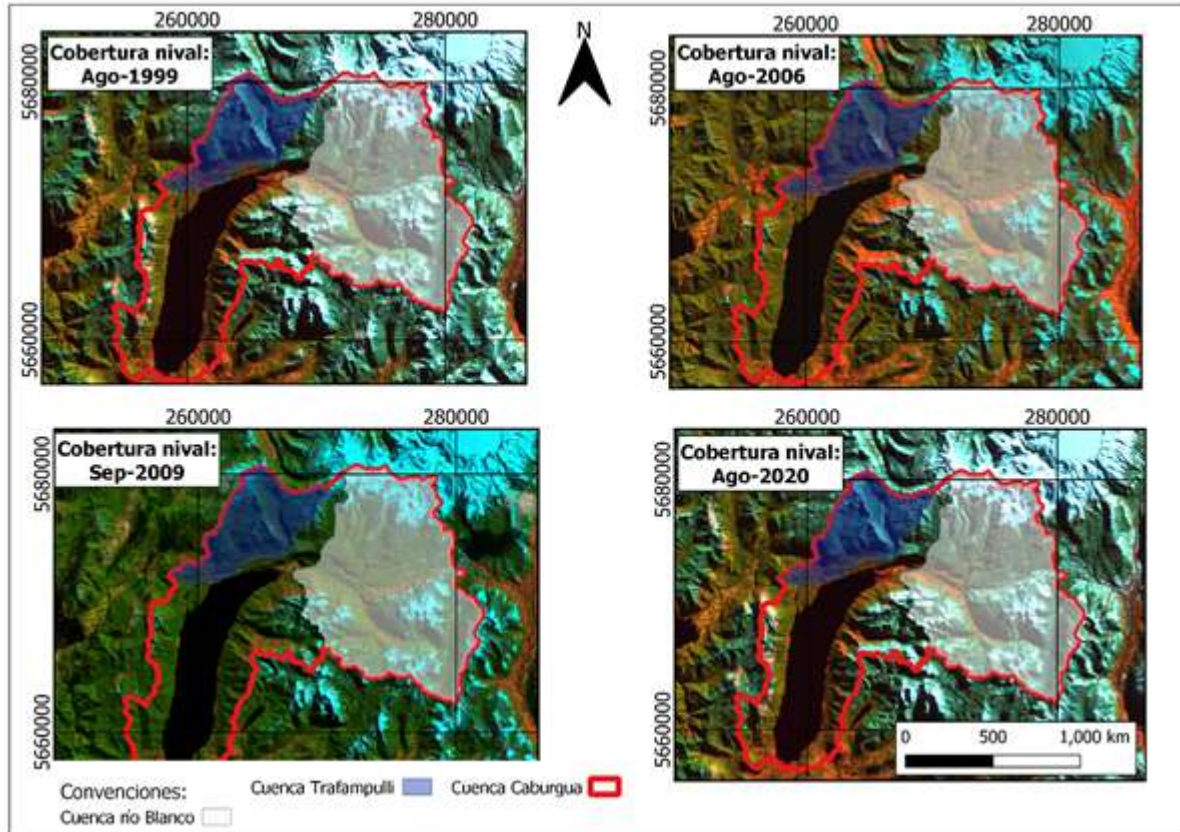 260000 280000
260000 280000
N
Cobertura nival:
Ago-1999
Cobertura nival:
Ago-2006
5680000
5660000
5680000
5660000
260000 280000
260000 280000
Cobertura nival:
Sep-2009
Cobertura nival:
Ago-2020
5680000
5660000
5680000
5660000
0 500 1,000 km
Convenciones:
Cuenca Trafampulli
Cuenca Caburgua
Cuenca río Blanco